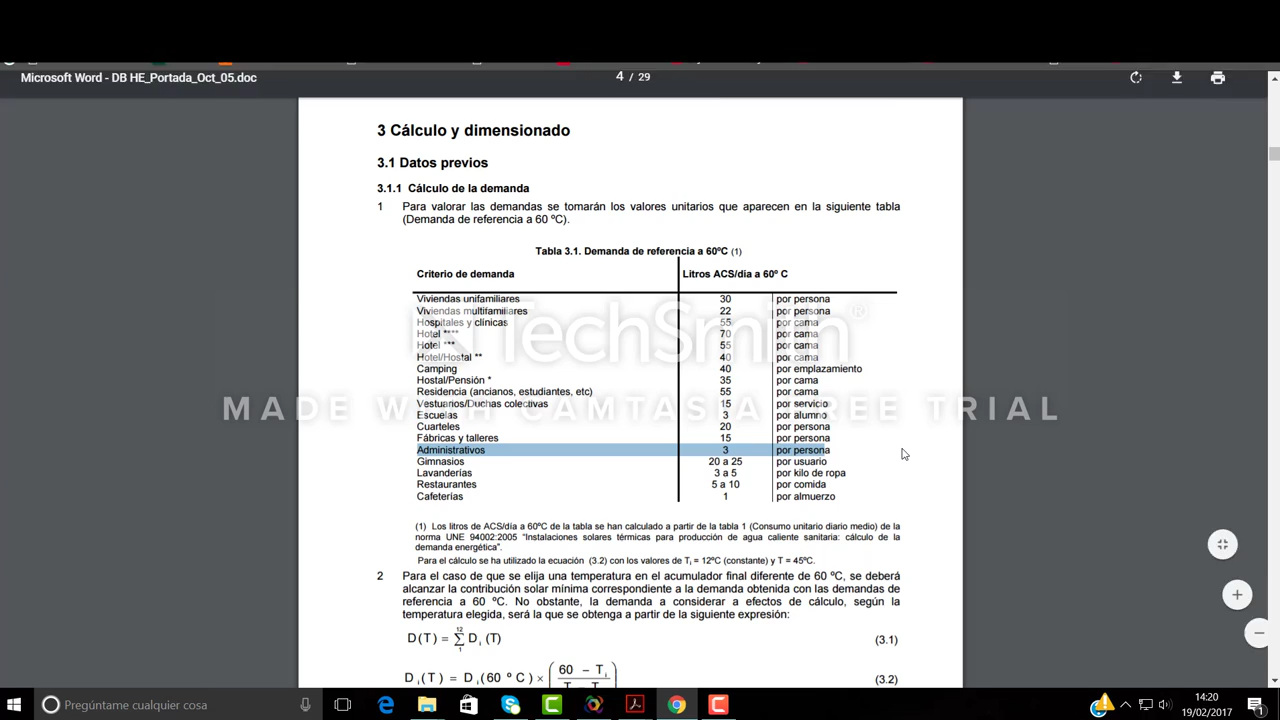 Microsoft Word - DB HE_Portada_Oct_05.doc
4 / 29
3 Cálculo y dimensionado
3.1 Datos previos
3.1.1 Cálculo de la demanda
1 Para valorar las demandas se tomarán los valores unitarios que aparecen en la siguiente tabla
(Demanda de referencia a 60 ºC).
Tabla 3.1. Demanda de referencia a 60ºC (1)
Criterio de demanda Litros ACS/día a 60º C
Viviendas unifamiliares 30 por persona
Viviendas multifamiliares 22 por persona
Hospitales y clínicas 55 por cama
Hotel **** 70 por cama
Hotel *** 55 por cama
Hotel/Hostal ** 40 por cama
Camping 40 por emplazamiento
Hostal/Pensión * 35 por cama
Residencia (ancianos, estudiantes, etc) 55 por cama
Vestuarios/Duchas colectivas 15 por servicio
Escuelas 3 por alumno
Cuarteles 20 por persona
Fábricas y talleres 15 por persona
Administrativos 3 por persona
Gimnasios 20 a 25 por usuario
Lavanderías 3 a 5 por kilo de ropa
Restaurantes 5 a 10 por comida
Cafeterías 1 por almuerzo
TechSmith®
MADE WITH CAMTASIA FREE TRIAL
(1) Los litros de ACS/día a 60ºC de la tabla se han calculado a partir de la tabla 1 (Consumo unitario diario medio) de la
norma UNE 94002:2005 “Instalaciones solares térmicas para producción de agua caliente sanitaria: cálculo de la
demanda energética”.
Para el cálculo se ha utilizado la ecuación (3.2) con los valores de Ti = 12ºC (constante) y T = 45ºC.
2 Para el caso de que se elija una temperatura en el acumulador final diferente de 60 ºC, se deberá
alcanzar la contribución solar mínima correspondiente a la demanda obtenida con las demandas de
referencia a 60 ºC. No obstante, la demanda a considerar a efectos de cálculo, según la
temperatura elegida, será la que se obtenga a partir de la siguiente expresión:
D(T) = ∑ 1 12 Di (T) (3.1)
Di (T) = Di (60 ºC) × (60 − Ti / T − Ti) (3.2)
Pregúntame cualquier cosa
14:20
19/02/2017